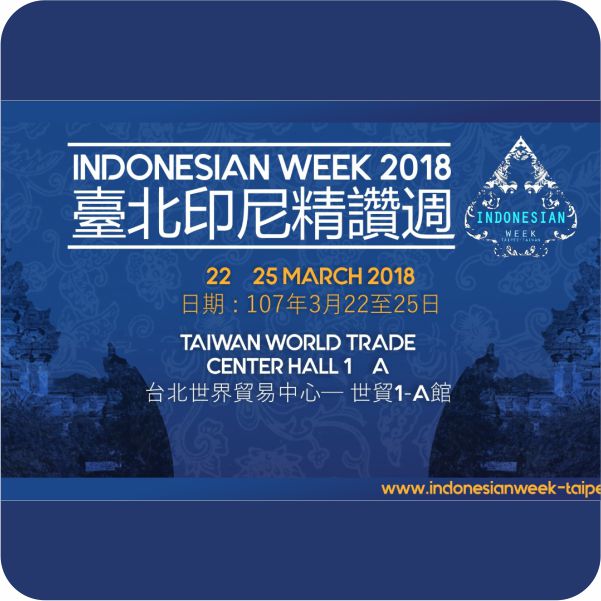 INDONESIAN WEEK 2018
臺北印尼精讚週
INDONESIAN
WEEK
TAIPEI-TAIWAN
22 25 MARCH 2018
日期：107年3月22至25日
TAIWAN WORLD TRADE
CENTER HALL 1 A
台北世界貿易中心— 世貿1-A館
www.indonesianweek-taipe